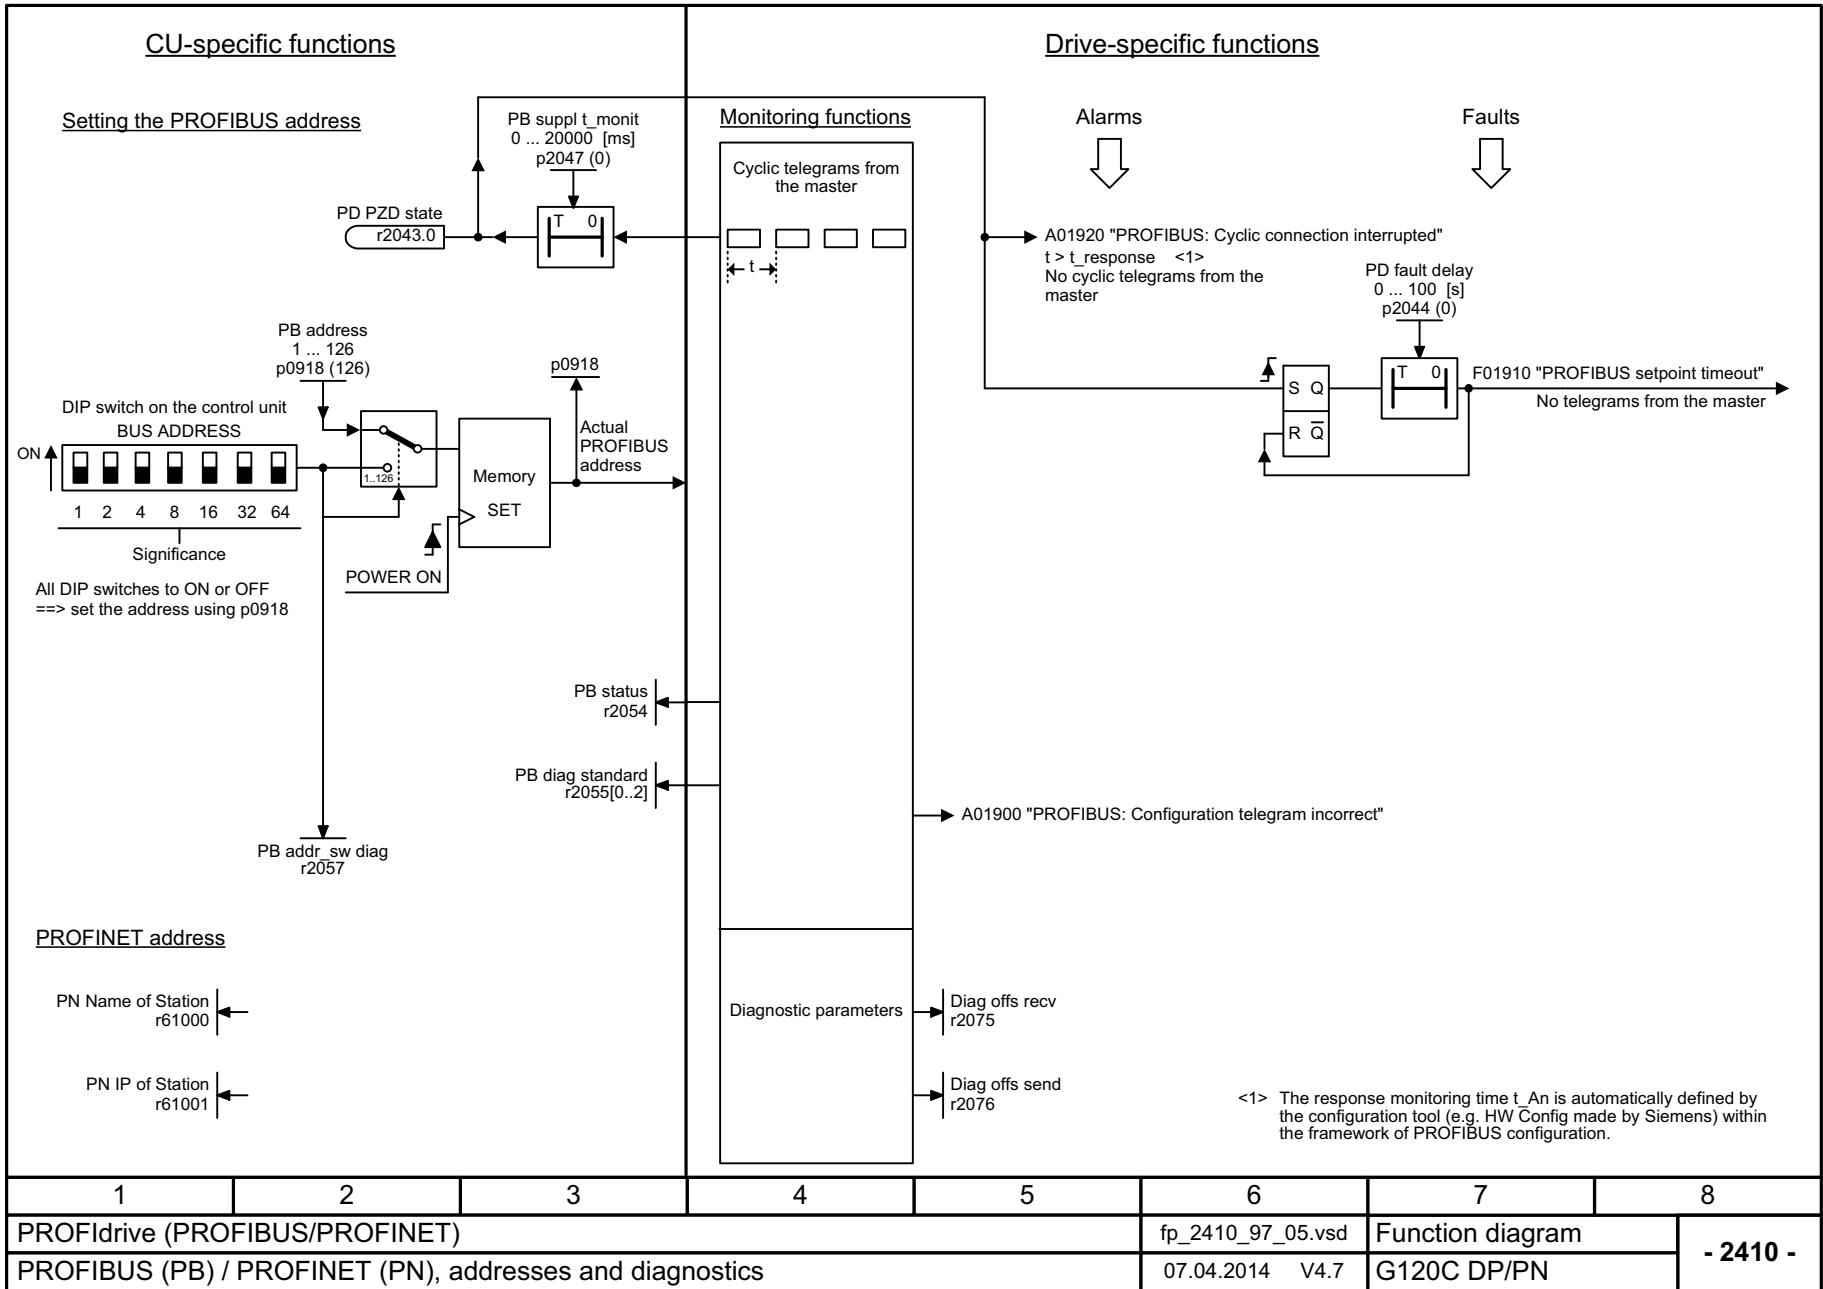 CU-specific functions
Drive-specific functions
Setting the PROFIBUS address
PB suppl t_monit
0 ... 20000 [ms]
p2047 (0)
T 0
PD PZD state
r2043.0
Monitoring functions
Cyclic telegrams from
the master
t
Alarms
Faults
A01920 "PROFIBUS: Cyclic connection interrupted"
t > t_response <1>
No cyclic telegrams from the
master
PD fault delay
0 ... 100 [s]
p2044 (0)
T 0
S Q
R Q̅
F01910 "PROFIBUS setpoint timeout"
No telegrams from the master
PB address
1 ... 126
p0918 (126)
p0918
DIP switch on the control unit
BUS ADDRESS
ON
1 2 4 8 16 32 64
Significance
1..126
Memory
SET
Actual
PROFIBUS
address
POWER ON
All DIP switches to ON or OFF
==> set the address using p0918
PB status
r2054
PB diag standard
r2055[0..2]
A01900 "PROFIBUS: Configuration telegram incorrect"
PB addr_sw diag
r2057
PROFINET address
PN Name of Station
r61000
PN IP of Station
r61001
Diagnostic parameters
Diag offs recv
r2075
Diag offs send
r2076
<1> The response monitoring time t_An is automatically defined by
the configuration tool (e.g. HW Config made by Siemens) within
the framework of PROFIBUS configuration.
1 2 3 4 5 6 7 8
PROFIdrive (PROFIBUS/PROFINET)
fp_2410_97_05.vsd
Function diagram
- 2410 -
PROFIBUS (PB) / PROFINET (PN), addresses and diagnostics
07.04.2014 V4.7
G120C DP/PN